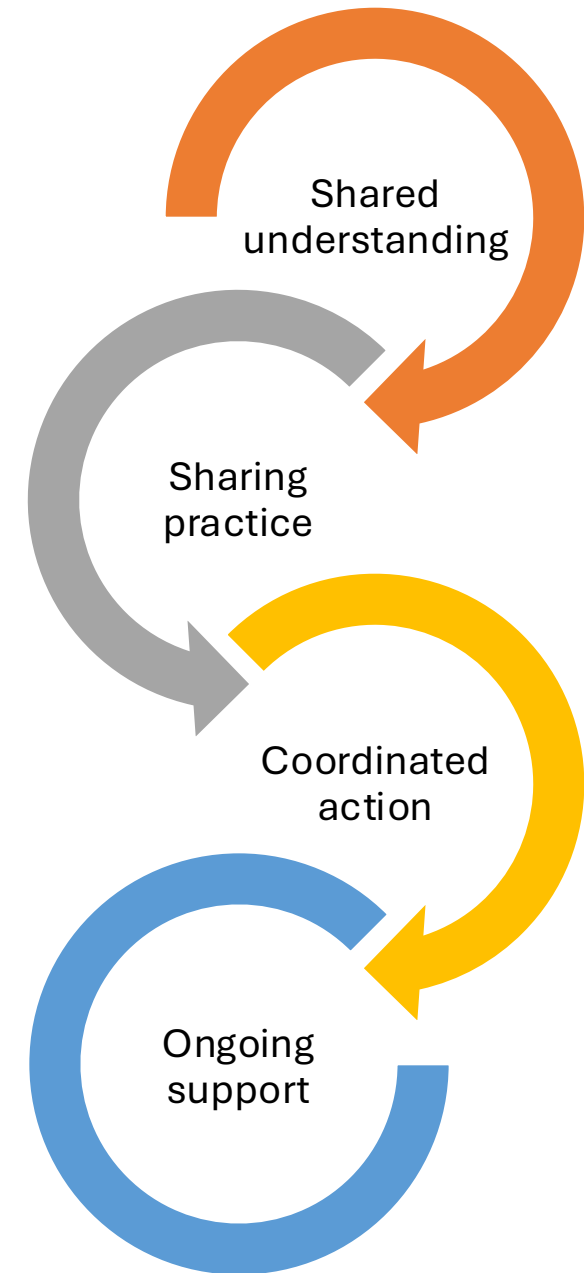 Shared
understanding
Sharing
practice
Coordinated
action
Ongoing
support